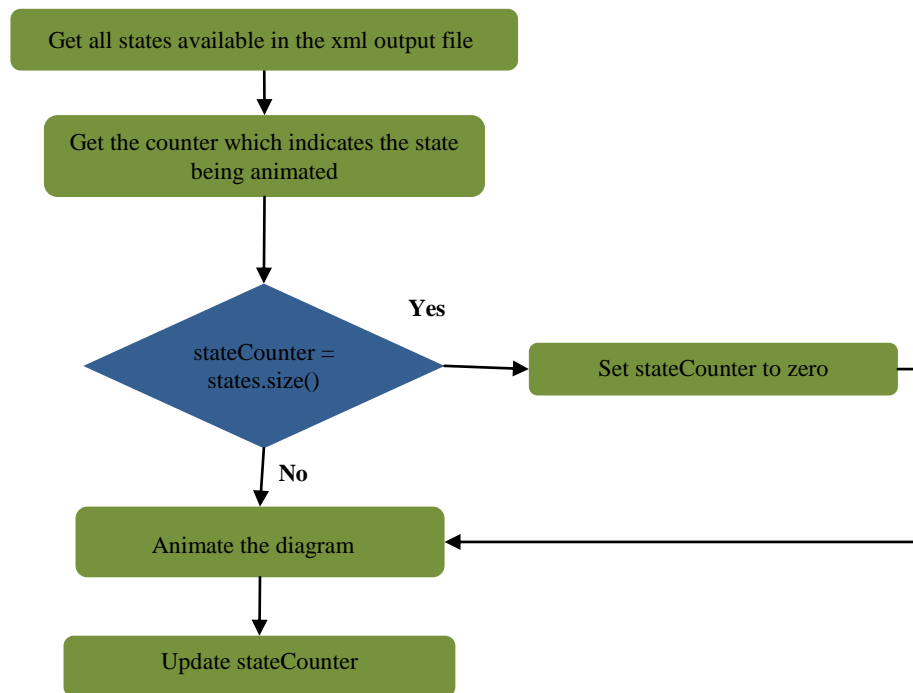 Get all states available in the xml output file
Get the counter which indicates the state
being animated
Yes
stateCounter =
states.size()
Set stateCounter to zero
No
Animate the diagram
Update stateCounter